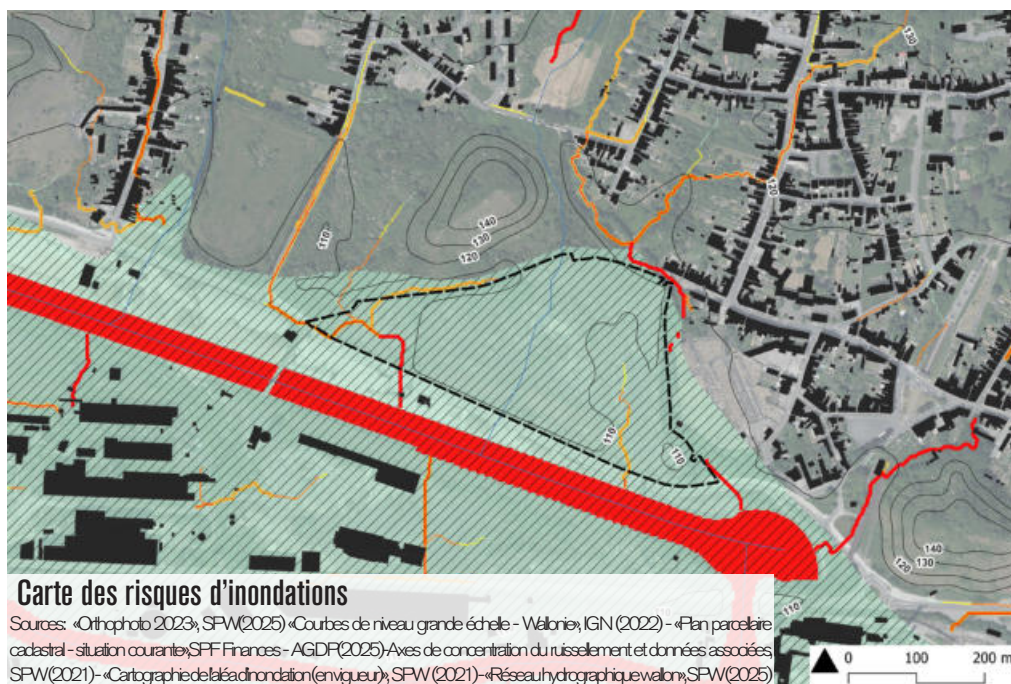 130
120
140
130
120
110
110
110
140
130
120
110
Carte des risques d'inondations
Sources: «Orthophoto 2023», SPW(2025) «Courbes de niveau grande échelle - Wallonie», IGN (2022) - «Plan parcellaire
cadastral - situation courante»,SPF Finances - AGDP(2025)-Axes de concentration du ruissellement et données associées,
SPW(2021) - «Cartographie de l'aléa d'inondation (en vigueur)», SPW (2021) -«Réseau hydrographique wallon»,SPW(2025)
0 100 200 m